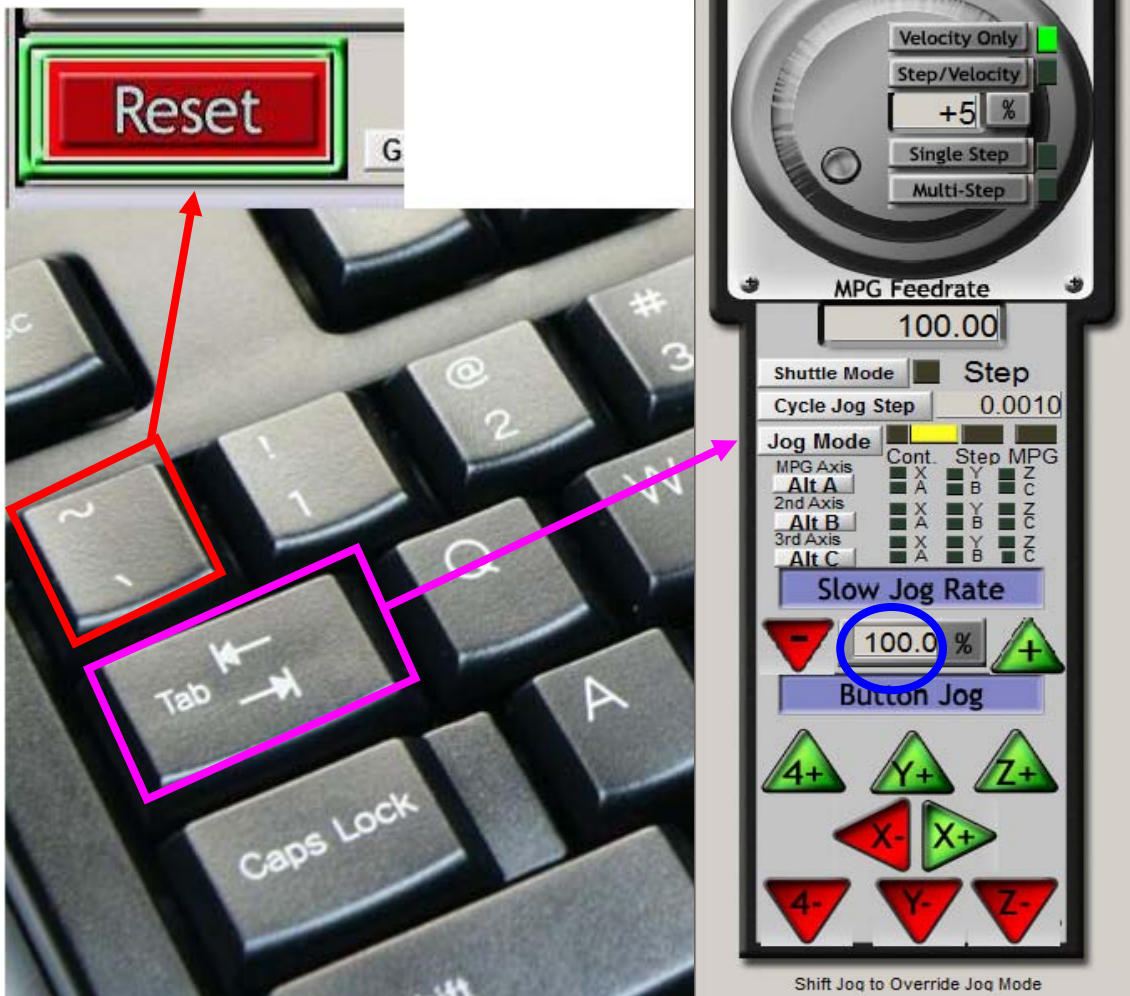 Reset
G
Velocity Only
Step/Velocity
+5 %
Single Step
Multi-Step
MPG Feedrate
100.00
Shuttle Mode Step
Cycle Jog Step 0.0010
Jog Mode
Cont. Step MPG
MPG Axis X Y Z
Alt A A B C
2nd Axis X Y Z
Alt B A B C
3rd Axis X Y Z
Alt C A B C
Slow Jog Rate
- 100.0 % +
Button Jog
4+ Y+ Z+
X- X+
4- Y- Z-
Shift Jog to Override Jog Mode
#
3
@
2
!
1
~
`
W
Q
Tab
A
Caps Lock